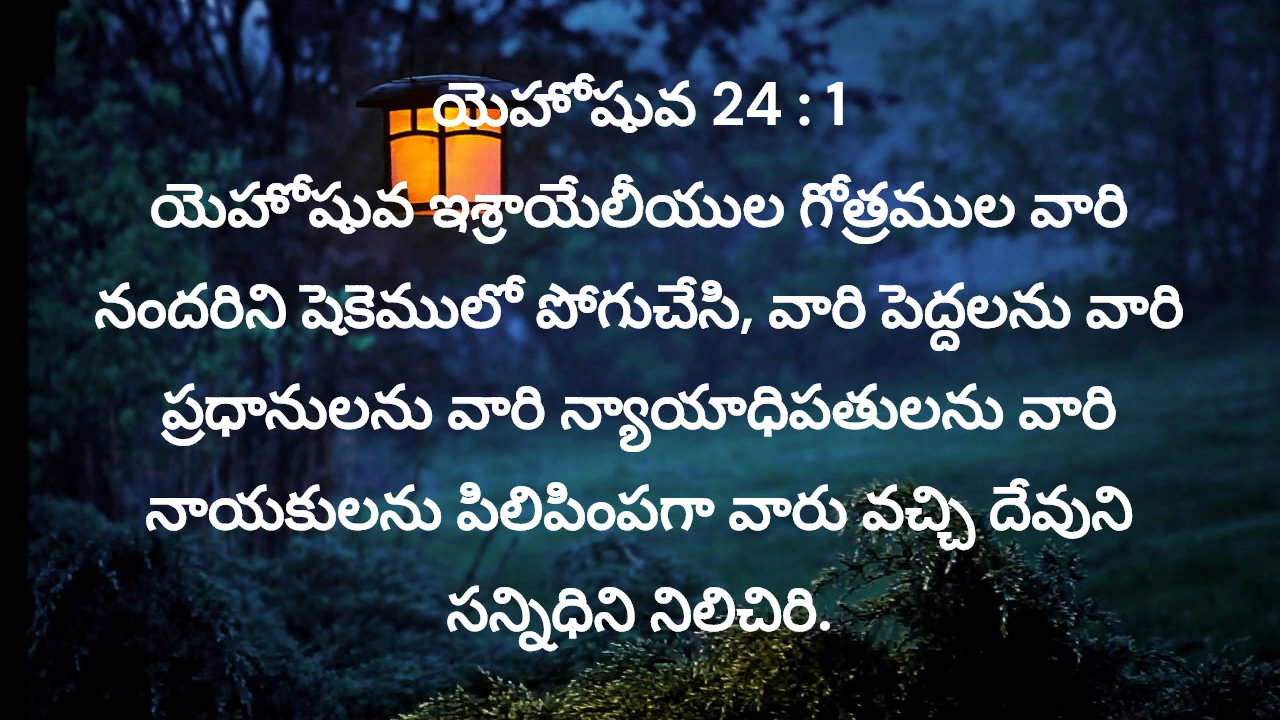 యెహోషువ 24 : 1
యెహోషువ ఇశ్రాయేలీయుల గోత్రముల వారి
నందరిని షెకెములో పోగుచేసి, వారి పెద్దలను వారి
ప్రధానులను వారి న్యాయాధిపతులను వారి
నాయకులను పిలిపింపగా వారు వచ్చి దేవుని
సన్నిధిని నిలిచిరి.